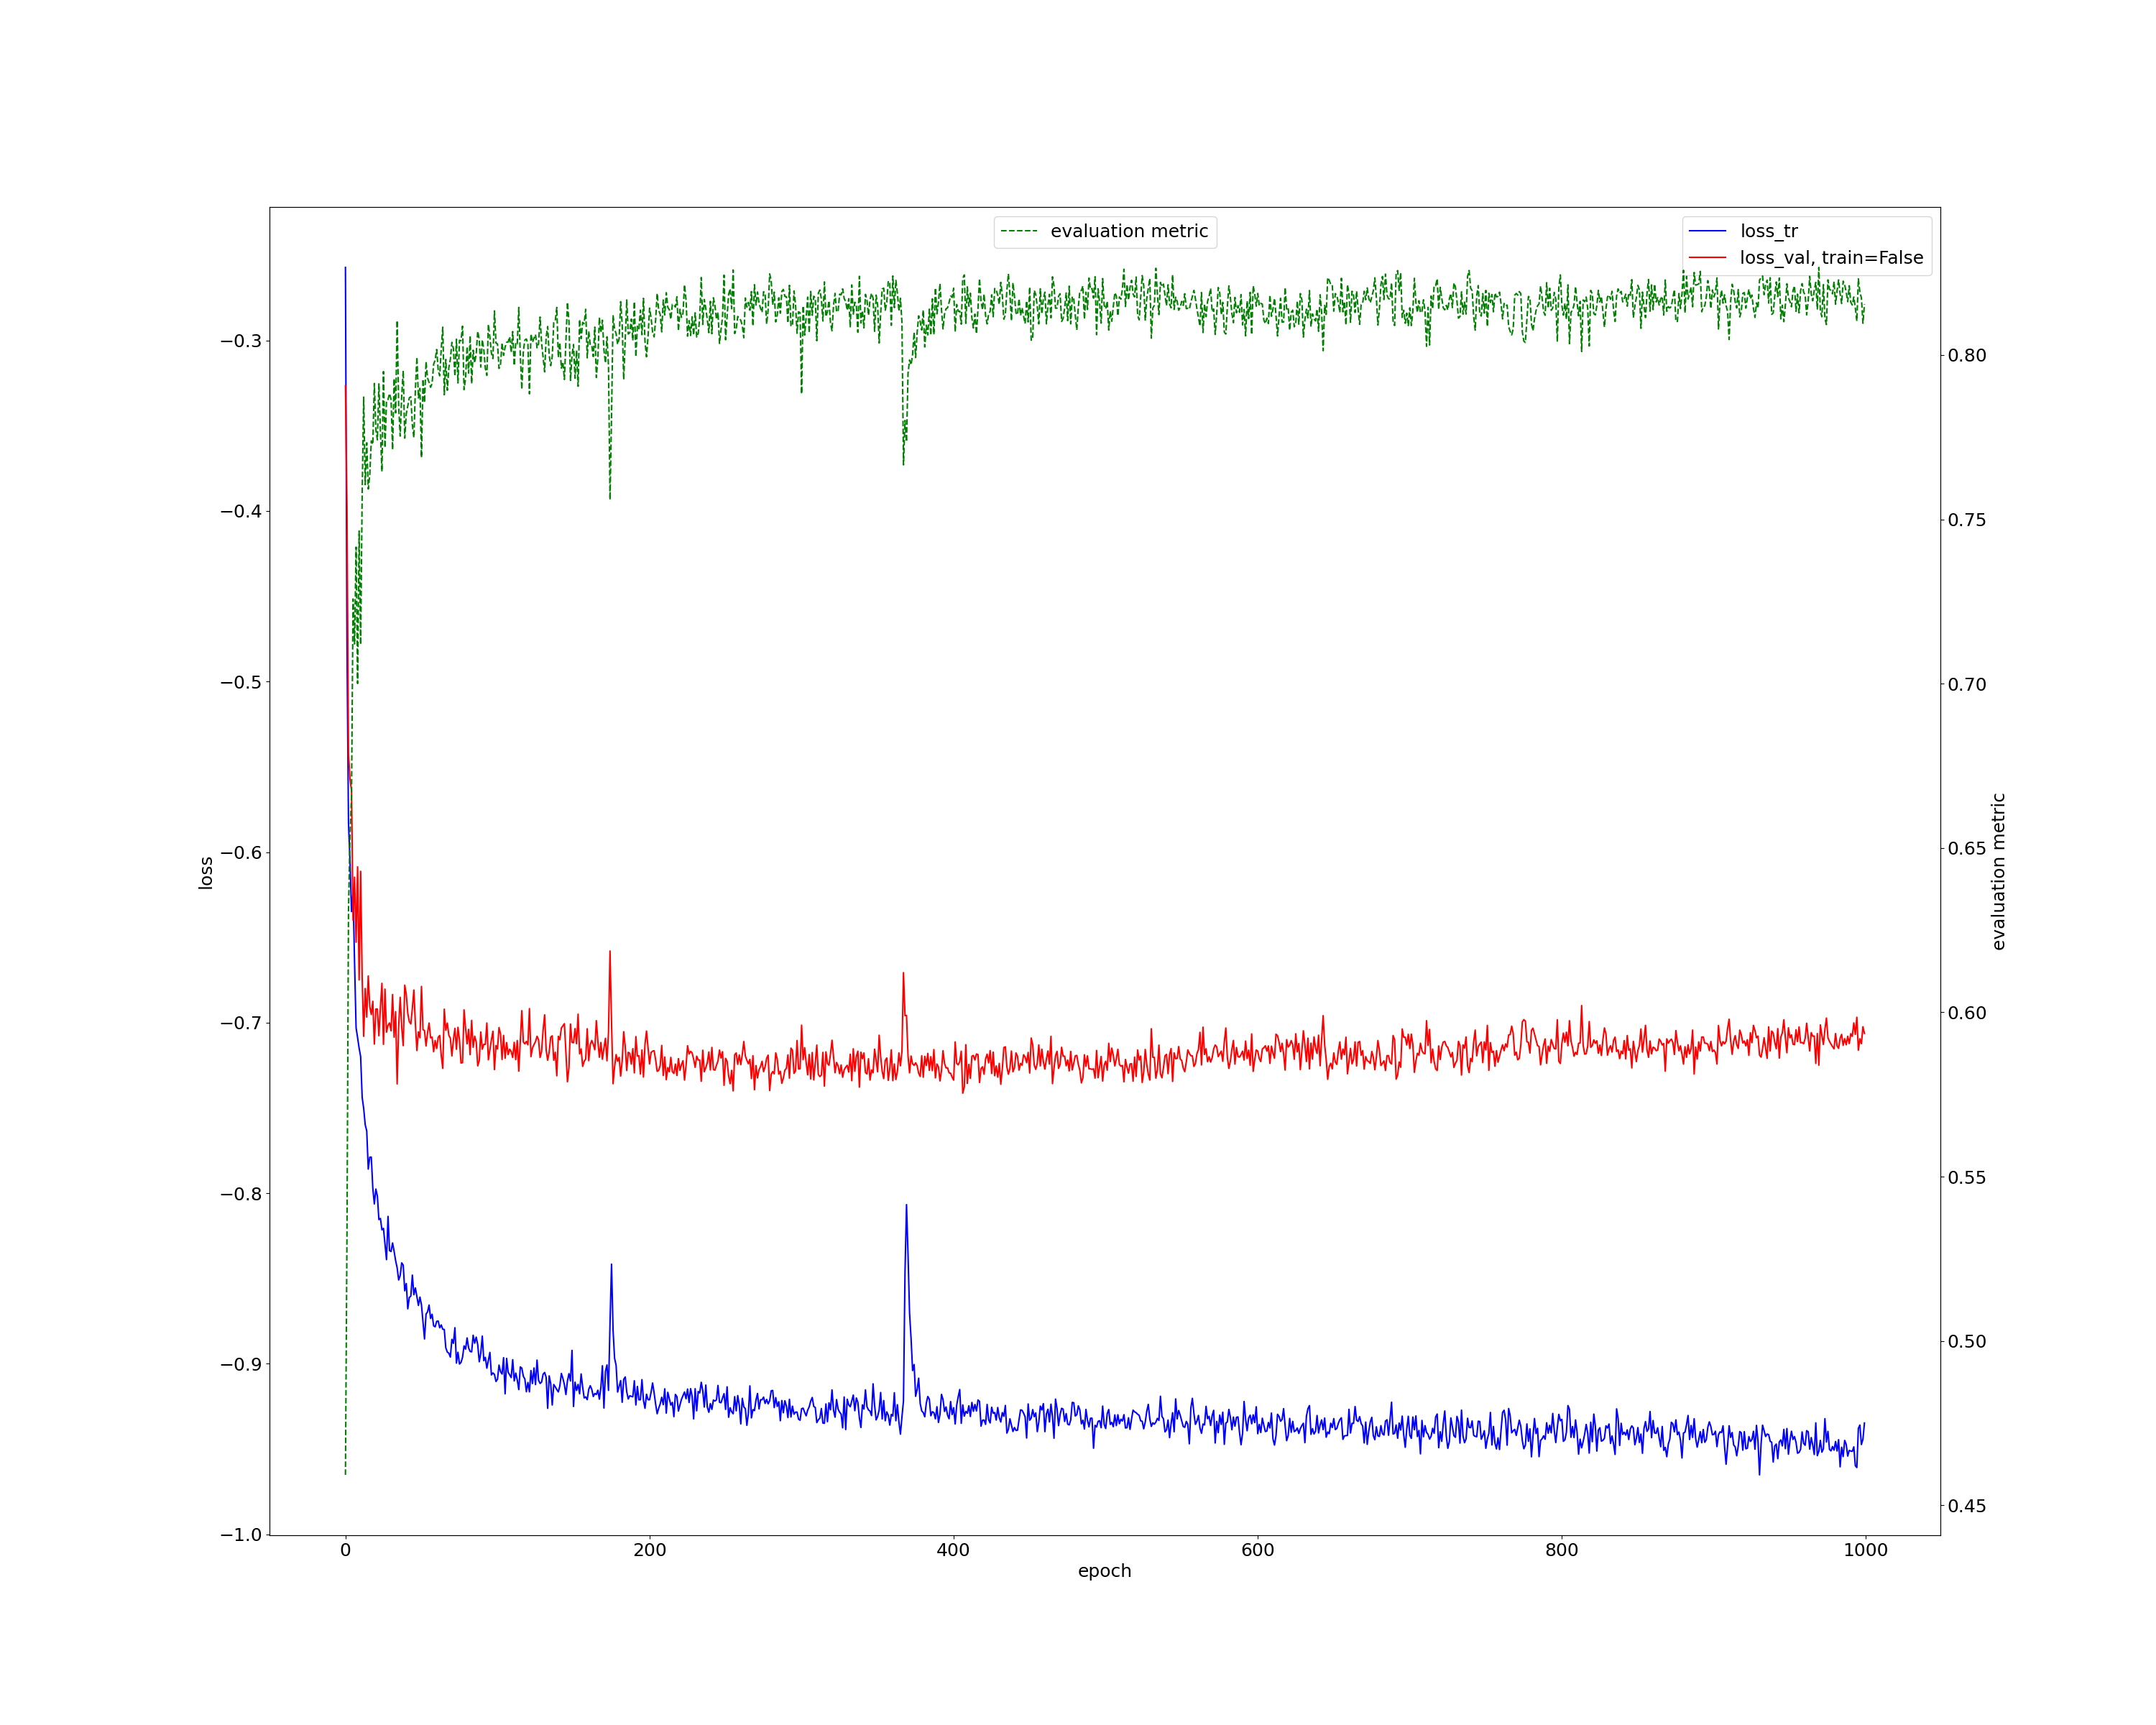 evaluation metric
loss_tr
loss_val, train=False
−0.3
−0.4
−0.5
−0.6
−0.7
−0.8
−0.9
−1.0
loss
0.80
0.75
0.70
0.65
0.60
0.55
0.50
0.45
evaluation metric
0 200 400 600 800 1000
epoch